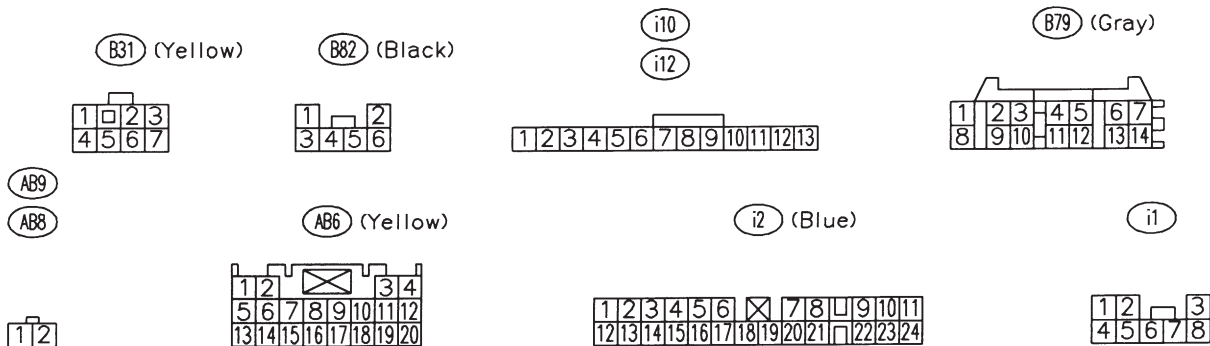 i10
B31 (Yellow)
B82 (Black)
i12
B79 (Gray)
1 2 3
4 5 6 7
1 2
3 4 5 6
1 2 3 4 5 6 7 8 9 10 11 12 13
1 2 3 4 5 6 7
8 9 10 11 12 13 14
AB9
AB8
AB6 (Yellow)
i2 (Blue)
i1
1 2
1 2 3 4
5 6 7 8 9 10 11 12
13 14 15 16 17 18 19 20
1 2 3 4 5 6 7 8 9 10 11
12 13 14 15 16 17 18 19 20 21 22 23 24
1 2 3
4 5 6 7 8